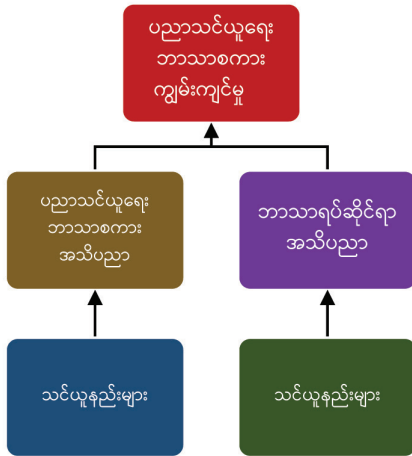 ပညာသင်ယူရေး
ဘာသာစကား
ကျွမ်းကျင်မှု
ပညာသင်ယူရေး
ဘာသာစကား
အသိပညာ
ဘာသာရပ်ဆိုင်ရာ
အသိပညာ
သင်ယူနည်းများ
သင်ယူနည်းများ